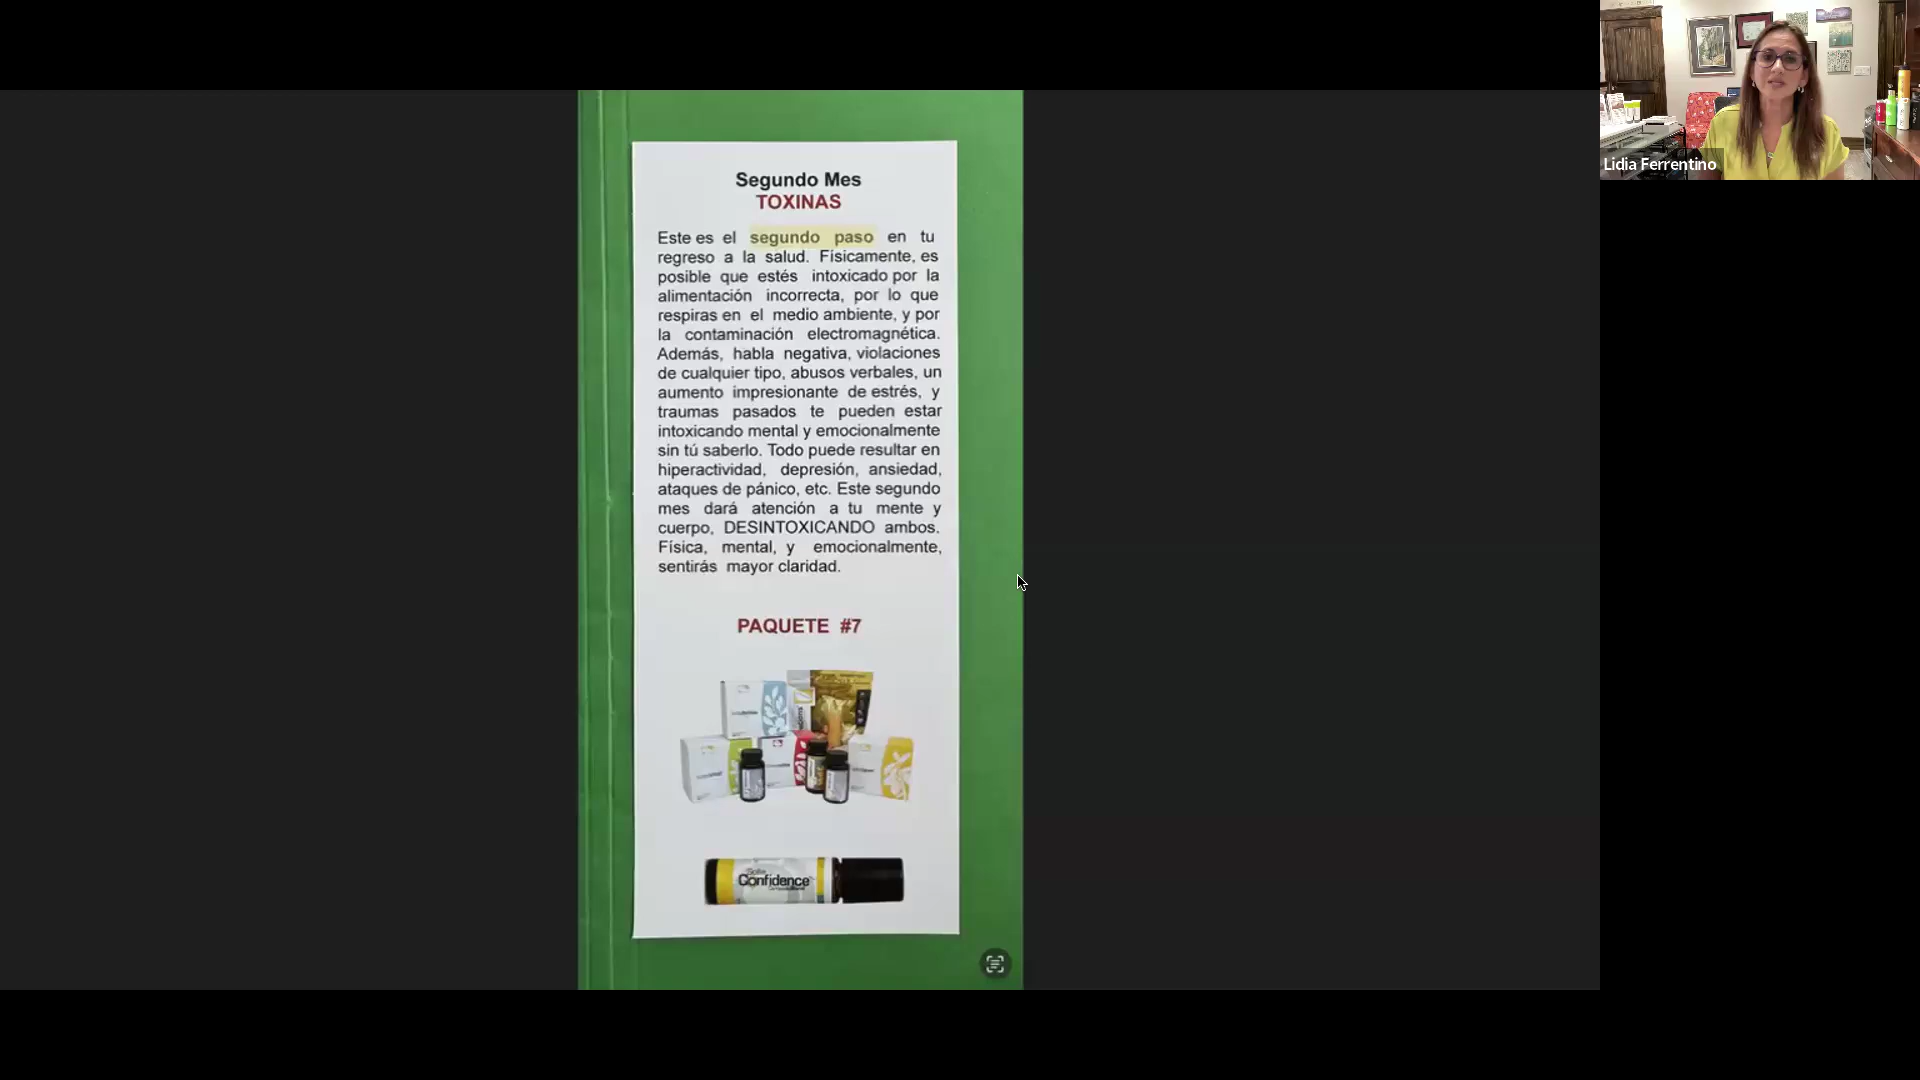 Segundo Mes
TOXINAS
Este es el segundo paso en tu
regreso a la salud. Físicamente, es
posible que estés intoxicado por la
alimentación incorrecta, por lo que
respiras en el medio ambiente, y por
la contaminación electromagnética.
Además, habla negativa, violaciones
de cualquier tipo, abusos verbales, un
aumento impresionante de estrés, y
traumas pasados te pueden estar
intoxicando mental y emocionalmente
sin tú saberlo. Todo puede resultar en
hiperactividad, depresión, ansiedad,
ataques de pánico, etc. Este segundo
mes dará atención a tu mente y
cuerpo, DESINTOXICANDO ambos.
Física, mental, y emocionalmente,
sentirás mayor claridad.
PAQUETE #7
Confidence
Lidia Ferrentino